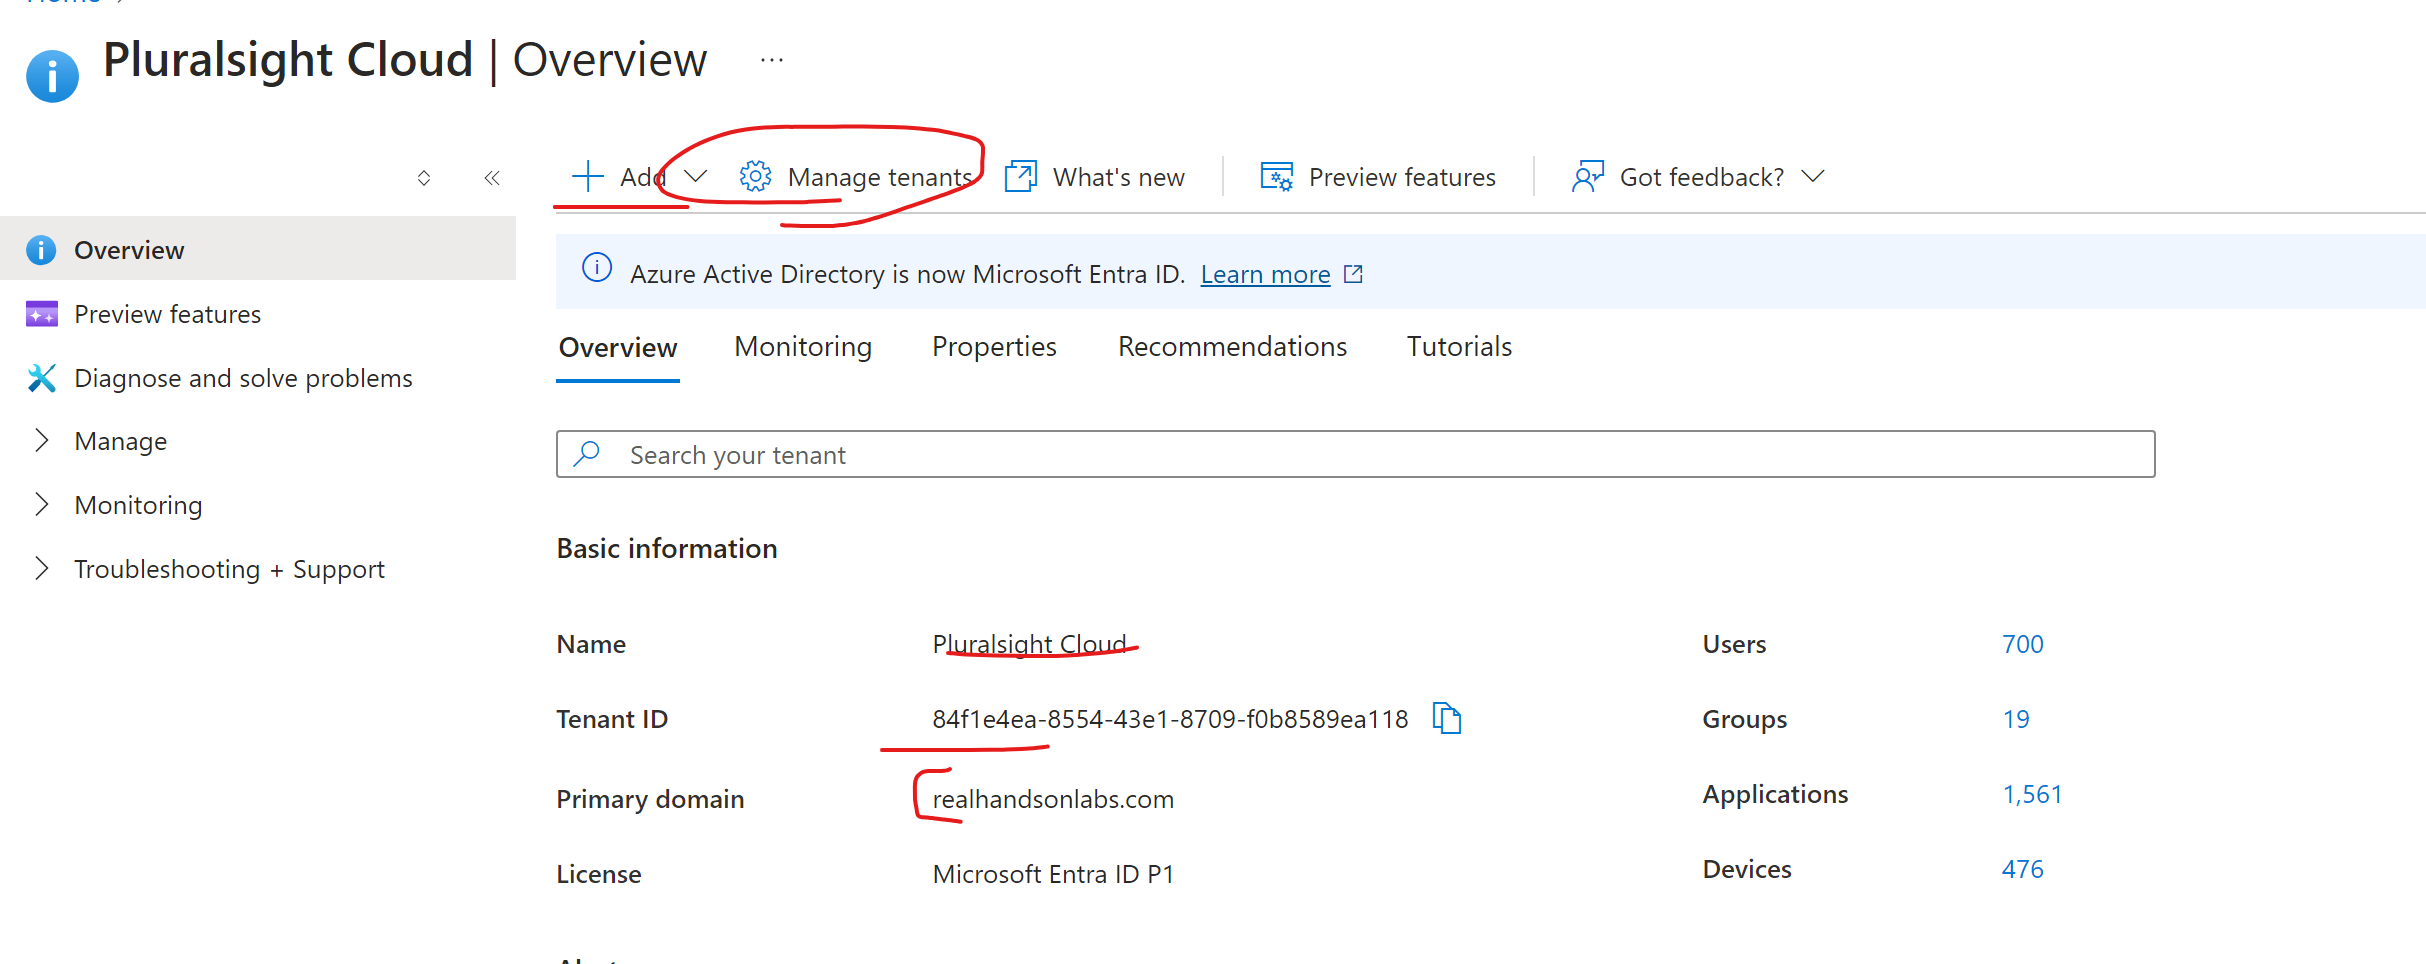 Pluralsight Cloud | Overview ...
Add Manage tenants What's new Preview features Got feedback?
Overview
Preview features
Diagnose and solve problems
Manage
Monitoring
Troubleshooting + Support
Azure Active Directory is now Microsoft Entra ID. Learn more
Overview Monitoring Properties Recommendations Tutorials
Search your tenant
Basic information
Name Pluralsight Cloud
Tenant ID 84f1e4ea-8554-43e1-8709-f0b8589ea118
Primary domain realhandsonlabs.com
License Microsoft Entra ID P1
Users 700
Groups 19
Applications 1,561
Devices 476